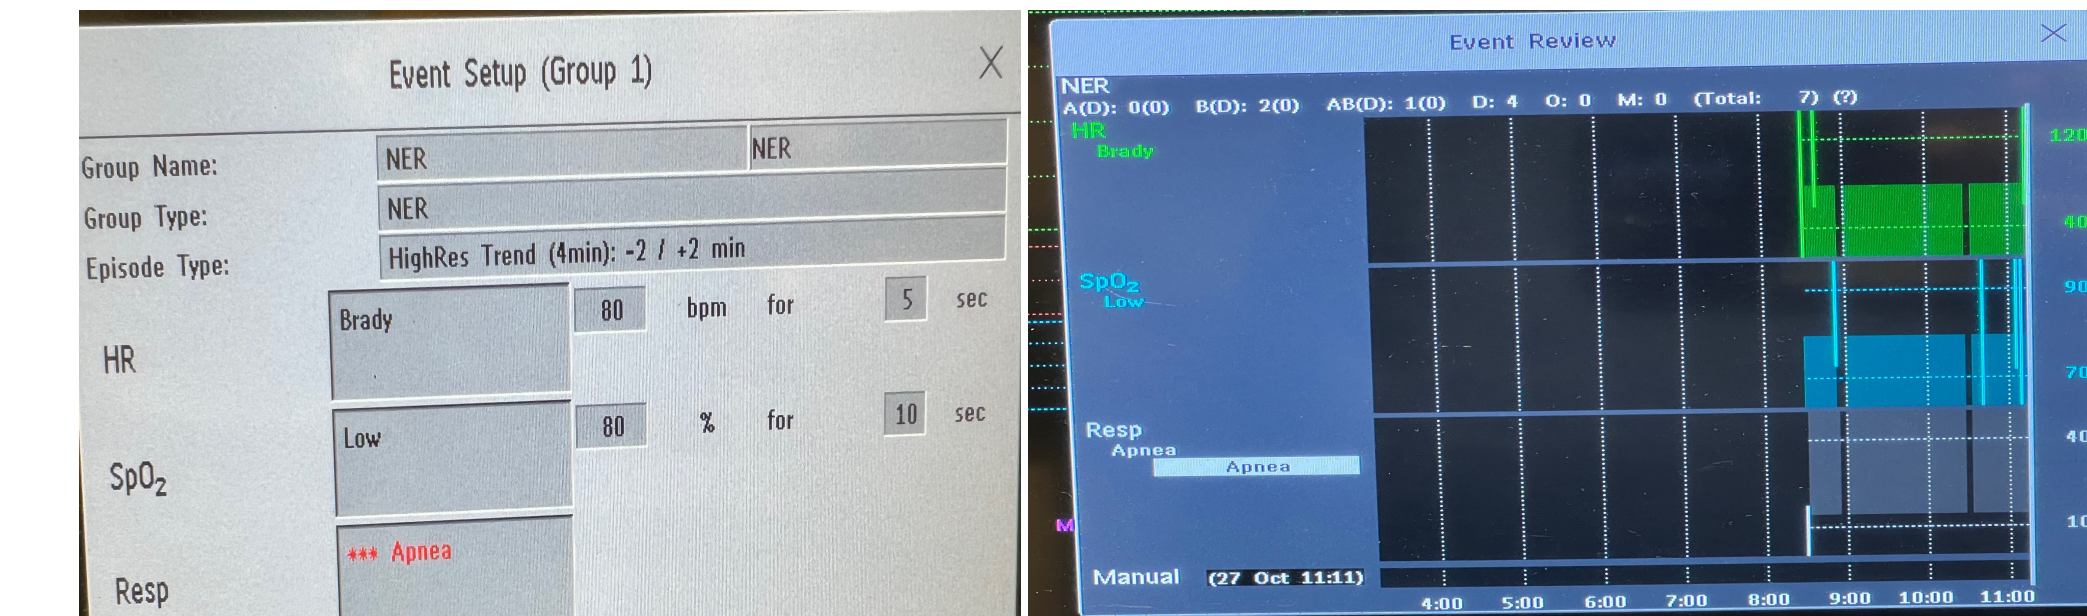 Event Setup (Group 1)
X
Group Name: NER NER
Group Type: NER
Episode Type: HighRes Trend (4min): -2 / +2 min
HR Brady 80 bpm for 5 sec
SpO2 Low 80 % for 10 sec
Resp *** Apnea
Event Review
X
NER
A(D): 0(0) B(D): 2(0) AB(D): 1(0) D: 4 O: 0 M: 0 (Total: 7) (?)
HR
Brady
120
40
SpO2
Low
90
70
Resp
Apnea
Apnea
40
10
M
Manual (27 Oct 11:11)
4:00 5:00 6:00 7:00 8:00 9:00 10:00 11:00